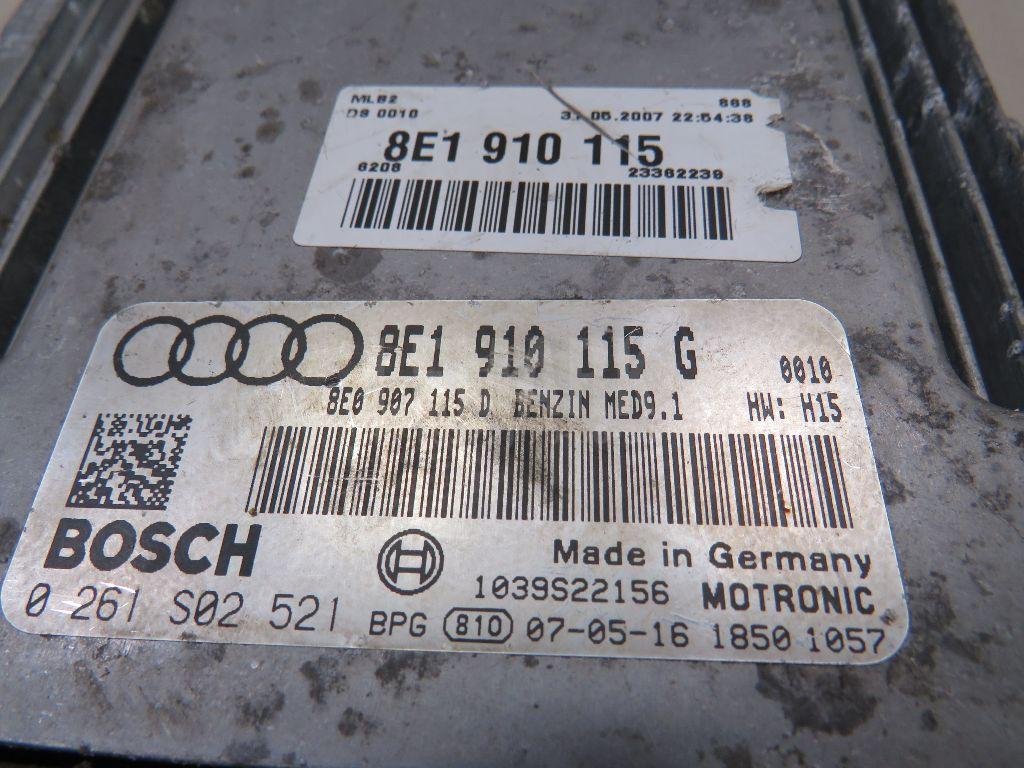 MLB2 868
DS 0010 31.05.2007 22:54:38
8E1 910 115
6208 23362239
8E1 910 115 G 0010
8E0 907 115 D BENZIN MED9.1 HW: H15
BOSCH Made in Germany
1039S22156 MOTRONIC
0 261 S02 521 BPG 810 07-05-16 1850 1057